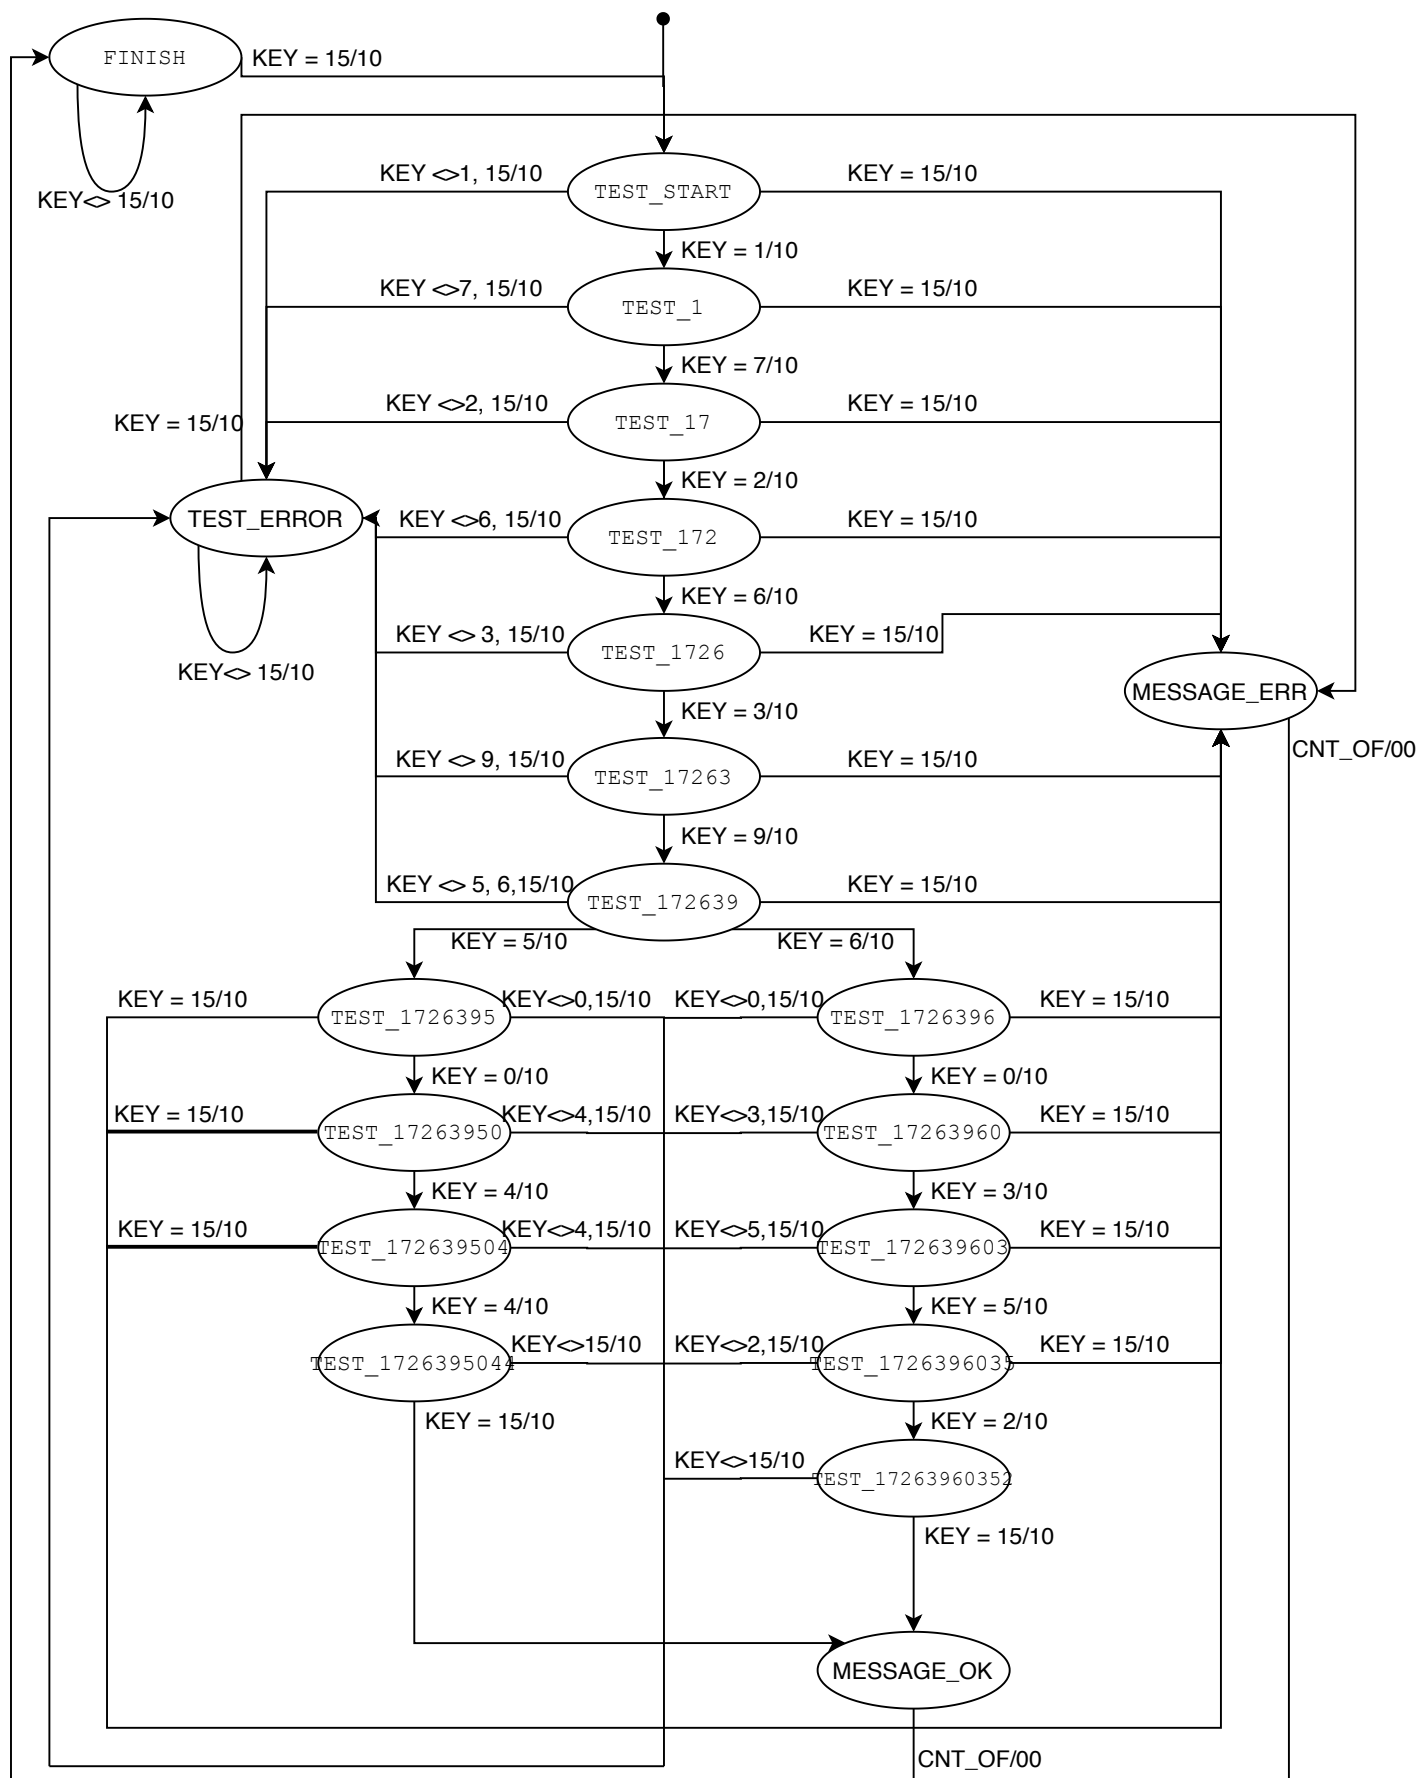 FINISH
KEY = 15/10
KEY<> 15/10
KEY <>1, 15/10
TEST_START
KEY = 15/10
KEY = 1/10
KEY <>7, 15/10
TEST_1
KEY = 15/10
KEY = 7/10
KEY = 15/10
KEY <>2, 15/10
TEST_17
KEY = 15/10
KEY = 2/10
TEST_ERROR
KEY <>6, 15/10
TEST_172
KEY = 15/10
KEY = 6/10
KEY<> 15/10
KEY <> 3, 15/10
TEST_1726
KEY = 15/10
MESSAGE_ERR
KEY = 3/10
CNT_OF/00
KEY <> 9, 15/10
TEST_17263
KEY = 15/10
KEY = 9/10
KEY <> 5, 6,15/10
TEST_172639
KEY = 15/10
KEY = 5/10
KEY = 6/10
KEY = 15/10
TEST_1726395
KEY<>0,15/10
KEY<>0,15/10
TEST_1726396
KEY = 15/10
KEY = 0/10
KEY = 0/10
KEY = 15/10
TEST_17263950
KEY<>4,15/10
KEY<>3,15/10
TEST_17263960
KEY = 15/10
KEY = 4/10
KEY = 3/10
KEY = 15/10
TEST_172639504
KEY<>4,15/10
KEY<>5,15/10
TEST_172639603
KEY = 15/10
KEY = 4/10
KEY = 5/10
TEST_1726395044
KEY<>15/10
KEY<>2,15/10
TEST_1726396035
KEY = 15/10
KEY = 15/10
KEY = 2/10
KEY<>15/10
TEST_17263960352
KEY = 15/10
MESSAGE_OK
CNT_OF/00